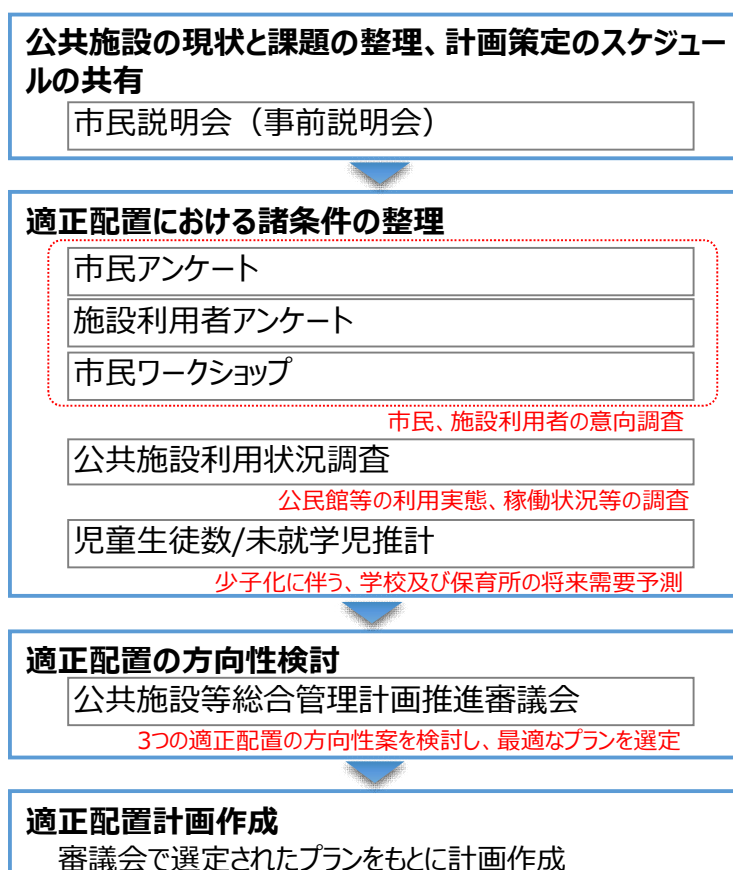 公共施設の現状と課題の整理、計画策定のスケジュー
ルの共有
市民説明会（事前説明会）
適正配置における諸条件の整理
市民アンケート
施設利用者アンケート
市民ワークショップ
市民、施設利用者の意向調査
公共施設利用状況調査
公民館等の利用実態、稼働状況等の調査
児童生徒数/未就学児推計
少子化に伴う、学校及び保育所の将来需要予測
適正配置の方向性検討
公共施設等総合管理計画推進審議会
3つの適正配置の方向性案を検討し、最適なプランを選定
適正配置計画作成
審議会で選定されたプランをもとに計画作成